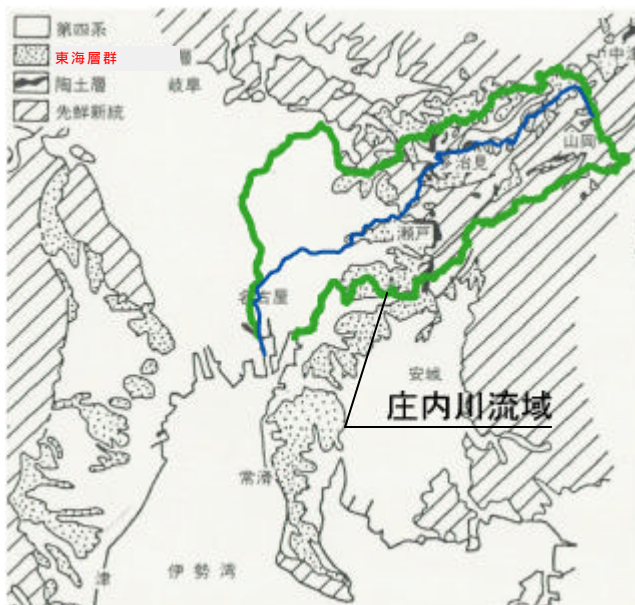 第四系
東海層群 層
陶土層
先鮮新統
岐阜
中津
山岡
多治見
瀬戸
名古屋
安城
庄内川流域
常滑
伊勢湾
津